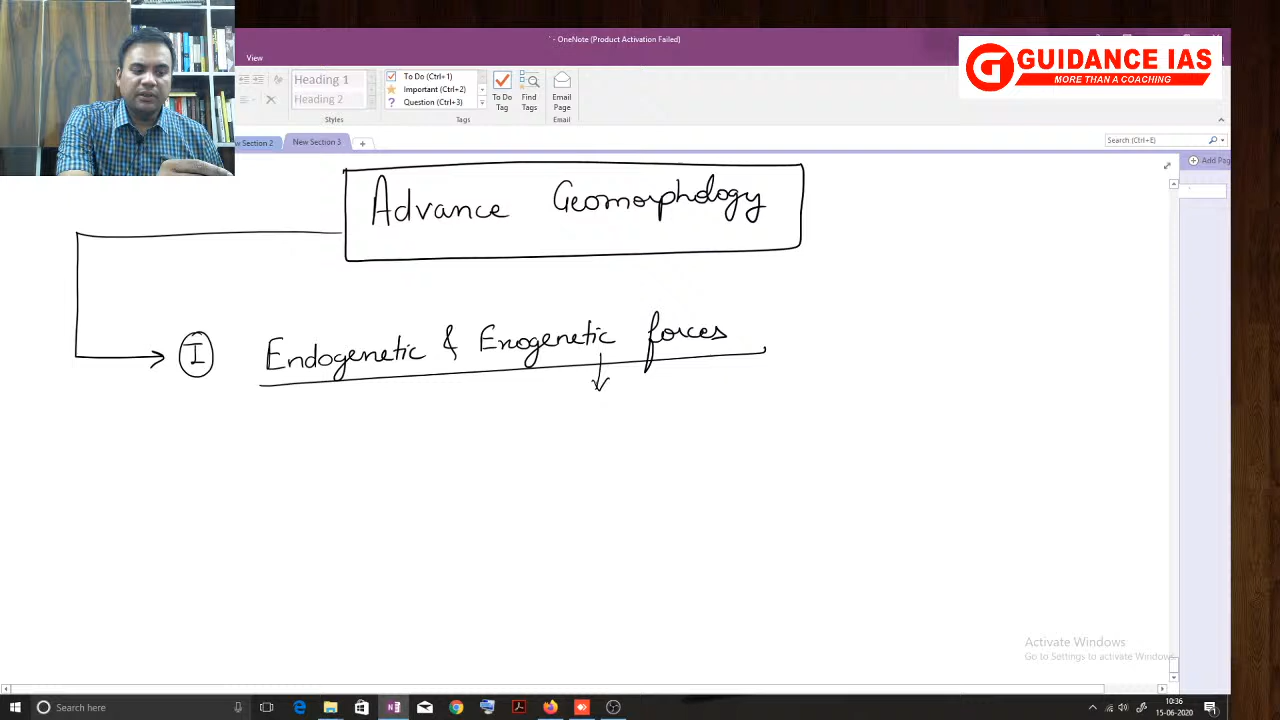 - OneNote (Product Activation Failed)
GUIDANCE IAS
MORE THAN A COACHING
View
Heading 1
Heading 2
To Do (Ctrl+1)
Important (Ctrl+2)
Question (Ctrl+3)
To Do Tag
Find Tags
Email Page
Styles
Tags
Email
Section 2
New Section 3
Search (Ctrl+E)
Add Pag
Advance Geomorphology
I Endogenetic & Exogenetic forces
Activate Windows
Go to Settings to activate Windows
Search here
10:36
15-06-2020